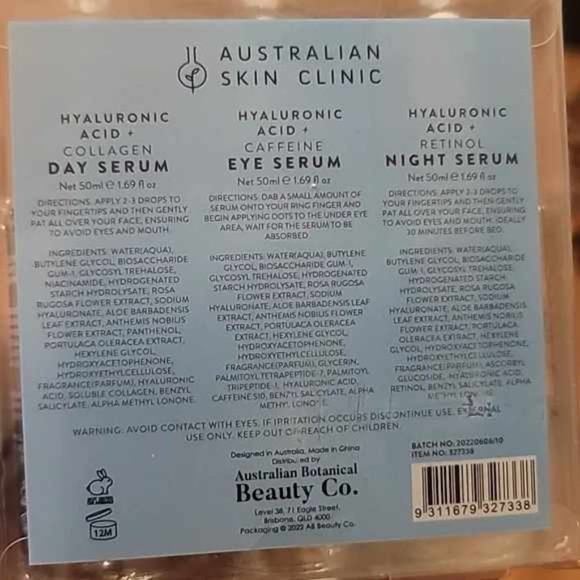 AUSTRALIAN
SKIN CLINIC
HYALURONIC
ACID +
COLLAGEN
DAY SERUM
Net 50ml ℮ 1.69 fl oz
DIRECTIONS: APPLY 2-3 DROPS TO
YOUR FINGERTIPS AND THEN GENTLY
PAT ALL OVER YOUR FACE, ENSURING
TO AVOID EYES AND MOUTH.
INGREDIENTS: WATER(AQUA),
BUTYLENE GLYCOL, BIOSACCHARIDE
GUM-1, GLYCOSYL TREHALOSE,
NIACINAMIDE, HYDROGENATED
STARCH HYDROLYSATE, ROSA
RUGOSA FLOWER EXTRACT, SODIUM
HYALURONATE, ALOE BARBADENSIS
LEAF EXTRACT, ANTHEMIS NOBILIS
FLOWER EXTRACT, PANTHENOL,
PORTULACA OLERACEA EXTRACT,
HEXYLENE GLYCOL,
HYDROXYACETOPHENONE,
HYDROXYETHYLCELLULOSE,
FRAGRANCE(PARFUM), HYALURONIC
ACID, SOLUBLE COLLAGEN, BENZYL
SALICYLATE, ALPHA METHYL LONONE.
HYALURONIC
ACID +
CAFFEINE
EYE SERUM
Net 50ml ℮ 1.69 fl oz
DIRECTIONS: DAB A SMALL AMOUNT OF
SERUM ONTO YOUR RING FINGER AND
BEGIN APPLYING DOTS TO THE UNDER EYE
AREA, WAIT FOR THE SERUM TO BE
ABSORBED
INGREDIENTS: WATER(AQUA), BUTYLENE
GLYCOL, BIOSACCHARIDE GUM-1,
GLYCOSYL TREHALOSE, HYDROGENATED
STARCH HYDROLYSATE, ROSA RUGOSA
FLOWER EXTRACT, SODIUM
HYALURONATE, ALOE BARBADENSIS LEAF
EXTRACT, ANTHEMIS NOBILIS FLOWER
EXTRACT, PORTULACA OLERACEA
EXTRACT, HEXYLENE GLYCOL,
HYDROXYACETOPHENONE,
HYDROXYETHYLCELLULOSE,
FRAGRANCE(PARFUM), GLYCERIN,
PALMITOYL TETRAPEPTIDE-7, PALMITOYL
TRIPEPTIDE-1, HYALURONIC ACID,
CAFFEINE510, BENZYL SALICYLATE, ALPHA
METHYL LONONE.
HYALURONIC
ACID +
RETINOL
NIGHT SERUM
Net 50ml ℮ 1.69 fl oz
DIRECTIONS: APPLY 2-3 DROPS TO
YOUR FINGERTIPS AND THEN GENTLY
PAT ALL OVER YOUR FACE, ENSURING
TO AVOID EYES AND MOUTH. IDEALLY
30 MINUTES BEFORE BED.
INGREDIENTS: WATER(AQUA),
BUTYLENE GLYCOL, BIOSACCHARIDE
GUM-1, GLYCOSYL TREHALOSE,
HYDROGENATED STARCH
HYDROLYSATE, ROSA RUGOSA
FLOWER EXTRACT, SODIUM
HYALURONATE, ALOE BARBADENSIS
LEAF EXTRACT, ANTHEMIS NOBILIS
FLOWER EXTRACT, PORTULACA
OLERACEA EXTRACT, HEXYLENE
GLYCOL, HYDROXYACETOPHENONE,
HYDROXYETHYLCELLULOSE,
FRAGRANCE(PARFUM), ASCORBYL
GLUCOSIDE, HYALURONIC ACID,
RETINOL, BENZYL SALICYLATE, ALPHA
METHYL LONONE.
WARNING: AVOID CONTACT WITH EYES. IF IRRITATION OCCURS DISCONTINUE USE. EXTERNAL
USE ONLY. KEEP OUT OF REACH OF CHILDREN.
Designed in Australia, Made in China
Distributed by
Australian Botanical
Beauty Co.
Level 38, 71 Eagle Street,
Brisbane, QLD 4000
Packaging © 2022 AB Beauty Co.
12M
BATCH NO: 20220606/10
ITEM NO: 327338
9 311679 327338